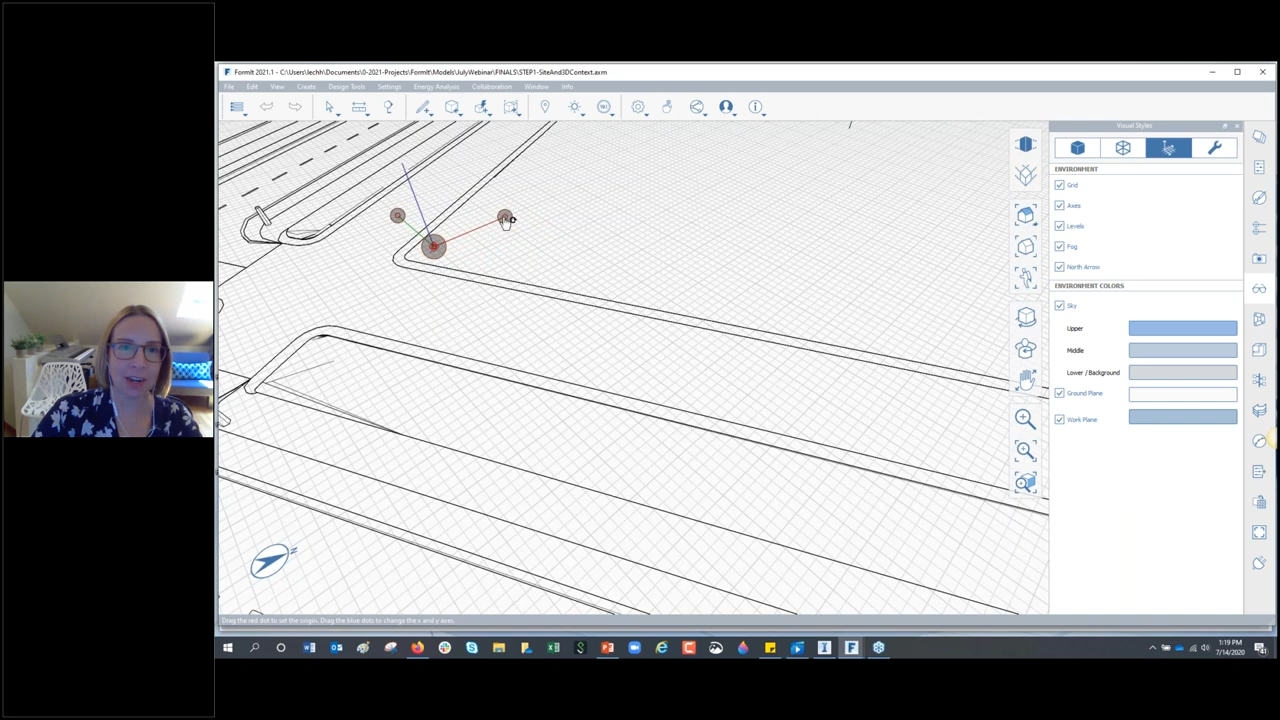 FormIt 2021.1 - C:\Users\lechh\Documents\0-2021-Projects\FormIt\Models\JulyWebinar\FINALS\STEP1-SiteAnd3DContext.axm
File Edit View Create Design Tools Settings Energy Analysis Collaboration Window Info
Visual Styles
ENVIRONMENT
Grid
Axes
Levels
Fog
North Arrow
ENVIRONMENT COLORS
Sky
Upper
Middle
Lower / Background
Ground Plane
Work Plane
Drag the red dot to set the origin. Drag the blue dots to change the x and y axes.
1:19 PM
7/14/2020